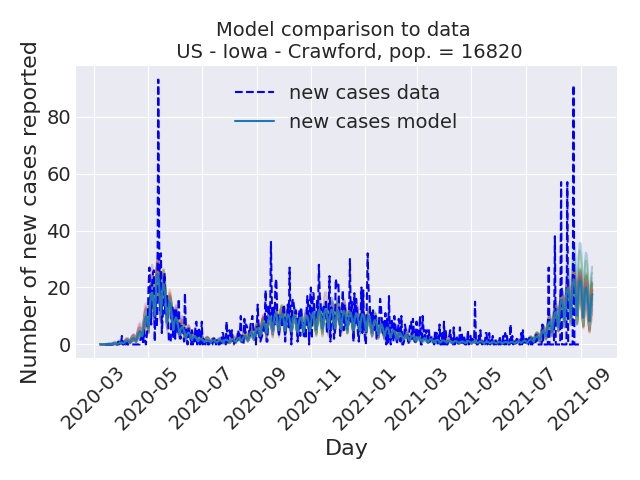 Model comparison to data
US - Iowa - Crawford, pop. = 16820
Number of new cases reported
new cases data
new cases model
80
60
40
20
0
2020-03
2020-05
2020-07
2020-09
2020-11
2021-01
2021-03
2021-05
2021-07
2021-09
Day